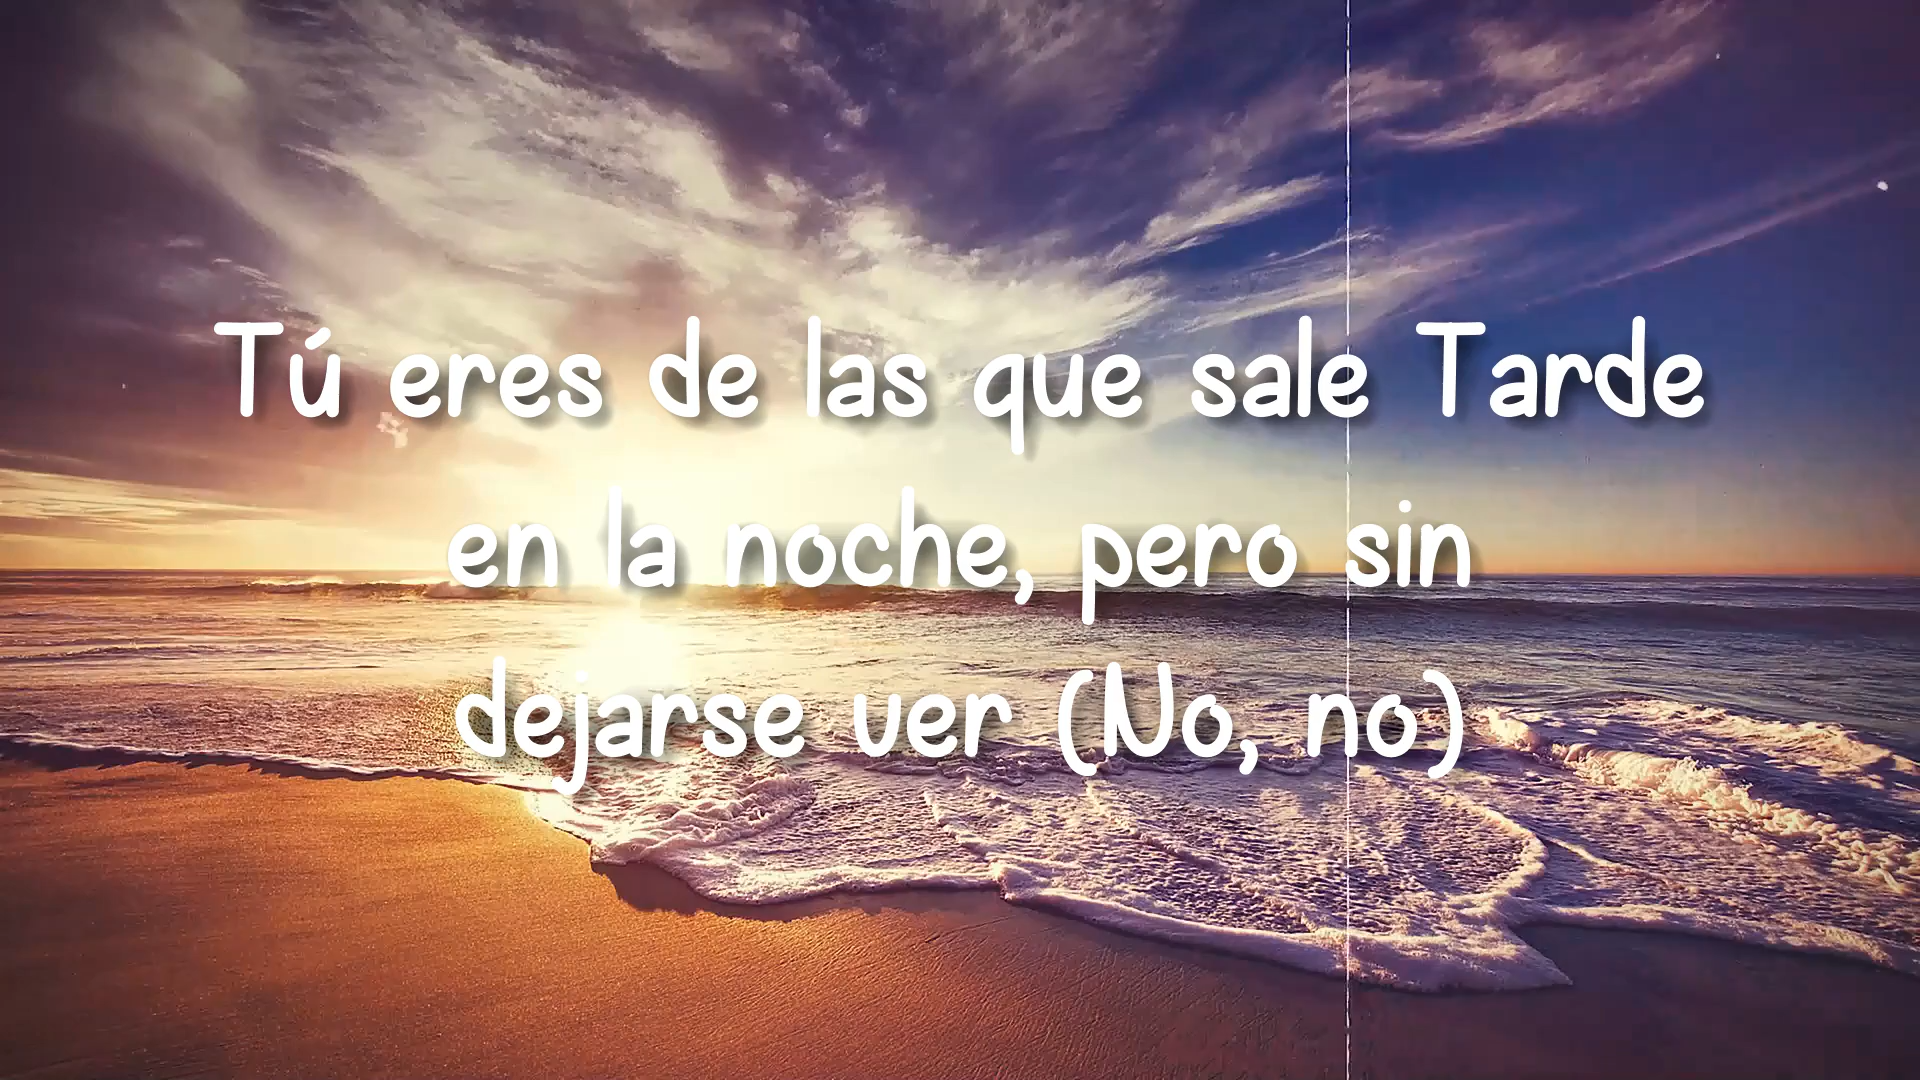 Tú eres de las que sale Tarde
en la noche, pero sin
dejarse ver (No, no)